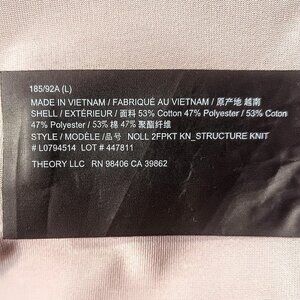 185/92A (L)
MADE IN VIETNAM / FABRIQUÉ AU VIETNAM / 原产地 越南
SHELL / EXTÉRIEUR / 面料 53% Cotton 47% Polyester / 53% Coton
47% Polyester / 53% 棉 47% 聚酯纤维
STYLE / MODÈLE /品号 NOLL 2FPKT KN_STRUCTURE KNIT
# L0794514 LOT # 447811
THEORY LLC RN 98406 CA 39862